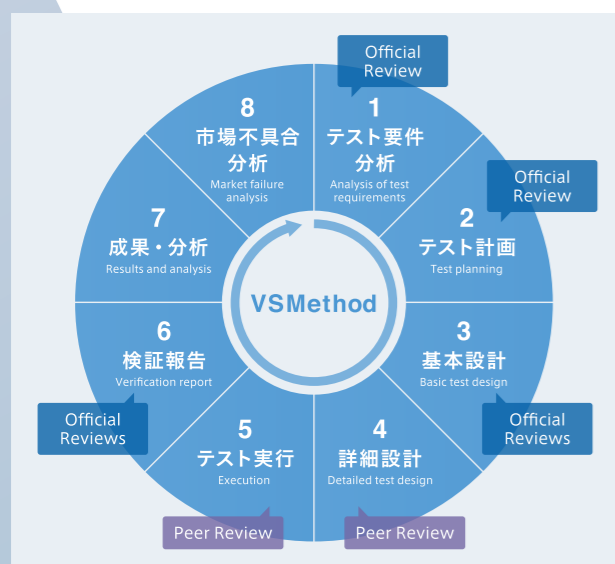 VSMethod
Official
Review
1
テスト要件
分析
Analysis of test
requirements
Official
Review
2
テスト計画
Test planning
3
基本設計
Basic test design
Official
Reviews
4
詳細設計
Detailed test design
Peer Review
5
テスト実行
Execution
Peer Review
6
検証報告
Verification report
Official
Reviews
7
成果・分析
Results and analysis
8
市場不具合
分析
Market failure
analysis